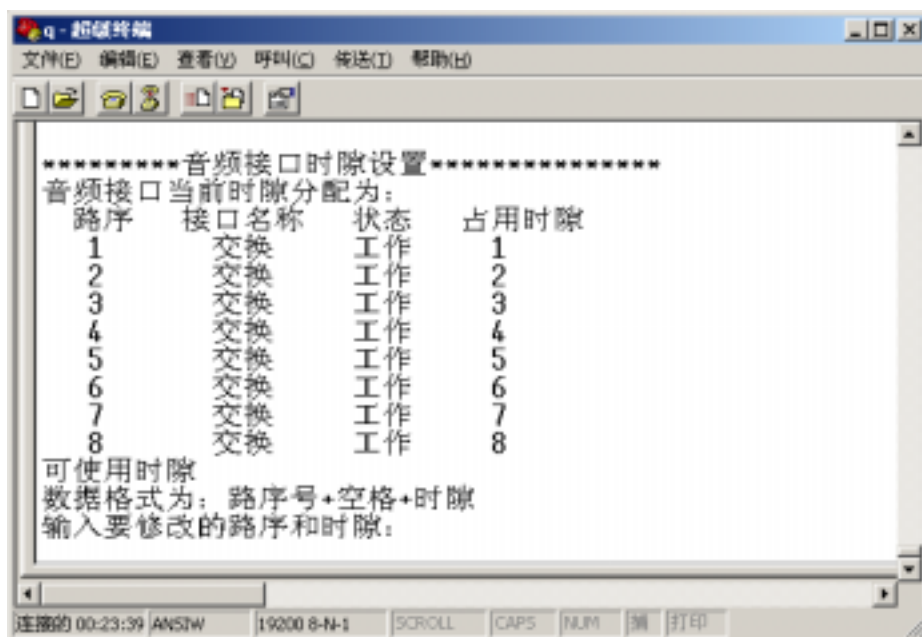 q - 超级终端
文件(F) 编辑(E) 查看(V) 呼叫(C) 传送(T) 帮助(H)
*********音频接口时隙设置***************
音频接口当前时隙分配为：
路序 接口名称 状态 占用时隙
1 交换 工作 1
2 交换 工作 2
3 交换 工作 3
4 交换 工作 4
5 交换 工作 5
6 交换 工作 6
7 交换 工作 7
8 交换 工作 8
可使用时隙
数据格式为：路序号+空格+时隙
输入要修改的路序和时隙：
连接的 00:23:39 ANSIW 19200 8-N-1 SCROLL CAPS NUM 捕 打印